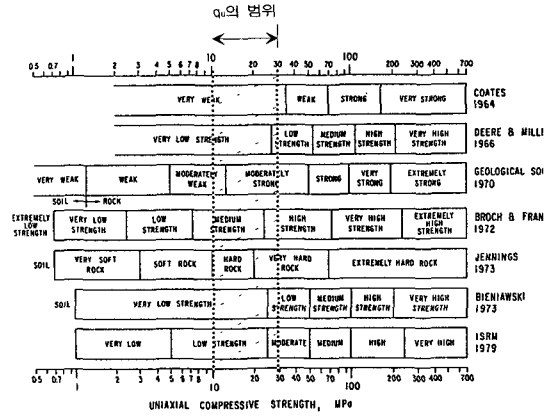 qu의 범위
0.5 0.7 1 2 3 4 5 6 7 8 10 20 30 40 50 70 100 200 400 700
VERY WEAK WEAK STRONG VERY STRONG COATES
1964
VERY LOW STRENGTH LOW STRENGTH MEDIUM STRENGTH HIGH STRENGTH VERY HIGH STRENGTH DEERE & MILLI
1966
VERY WEAK WEAK MODERATELY WEAK MODERATELY STRONG STRONG VERY STRONG EXTREMELY STRONG GEOLOGICAL SOC
1970
SOIL ROCK
EXTREMELY LOW STRENGTH VERY LOW STRENGTH LOW STRENGTH MEDIUM STRENGTH HIGH STRENGTH VERY HIGH STRENGTH EXTREMELY HIGH STRENGTH BROCH & FRAN
1972
SOIL VERY SOFT ROCK SOFT ROCK HARD ROCK VERY HARD ROCK EXTREMELY HARD ROCK JENNINGS
1973
SOIL VERY LOW STRENGTH LOW STRENGTH MEDIUM STRENGTH HIGH STRENGTH VERY HIGH STRENGTH BIENIAWSKI
1973
VERY LOW LOW STRENGTH MODERATE MEDIUM HIGH VERY HIGH ISRM
1979
0.5 0.7 1 2 3 4 5 6 7 8 10 20 30 40 50 70 100 200 400 700
UNIAXIAL COMPRESSIVE STRENGTH, MPa